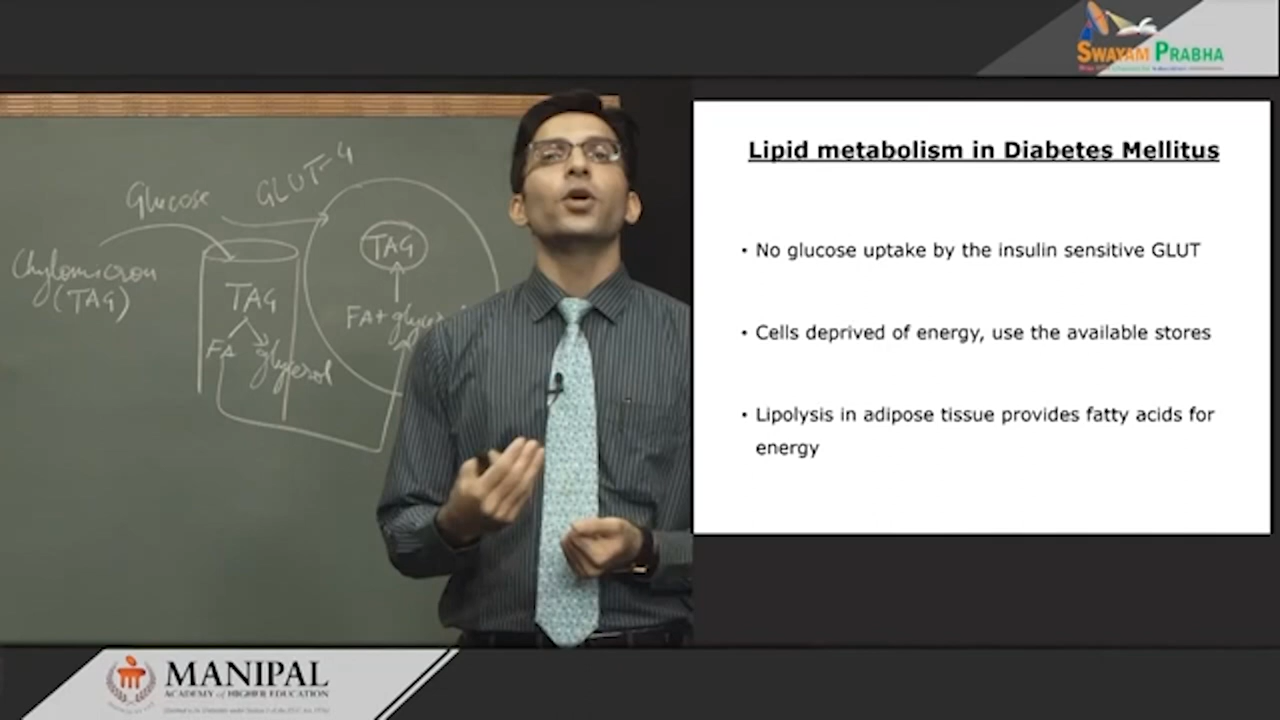 SWAYAM PRABHA
GLUT-4
Glucose
Chylomicron
(TAG)
TAG
FA glycerol
TAG
FA+
Lipid metabolism in Diabetes Mellitus
• No glucose uptake by the insulin sensitive GLUT
• Cells deprived of energy, use the available stores
• Lipolysis in adipose tissue provides fatty acids for
energy
MANIPAL
ACADEMY of HIGHER EDUCATION